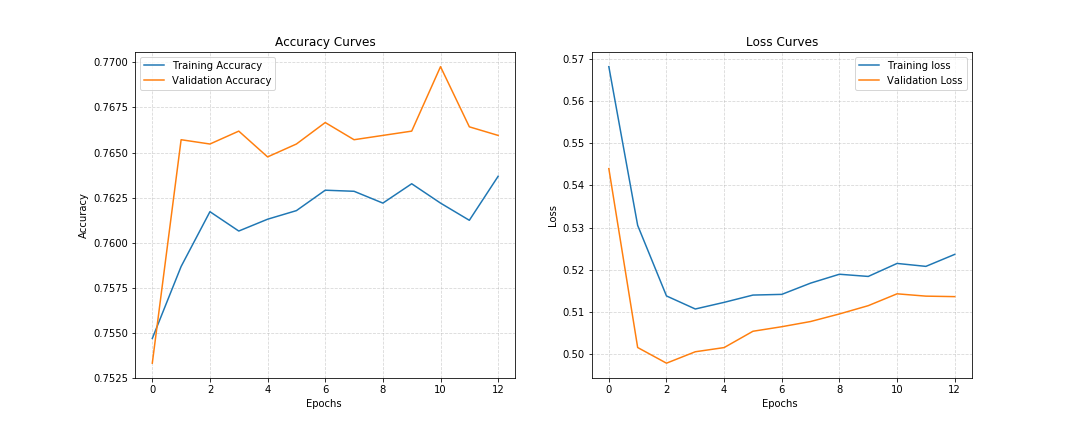 Accuracy Curves
Training Accuracy
Validation Accuracy
0.7700
0.7675
0.7650
0.7625
0.7600
0.7575
0.7550
0.7525
Accuracy
0 2 4 6 8 10 12
Epochs
Loss Curves
Training loss
Validation Loss
0.57
0.56
0.55
0.54
0.53
0.52
0.51
0.50
Loss
0 2 4 6 8 10 12
Epochs